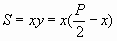 S = xy = x(P/2 − x)